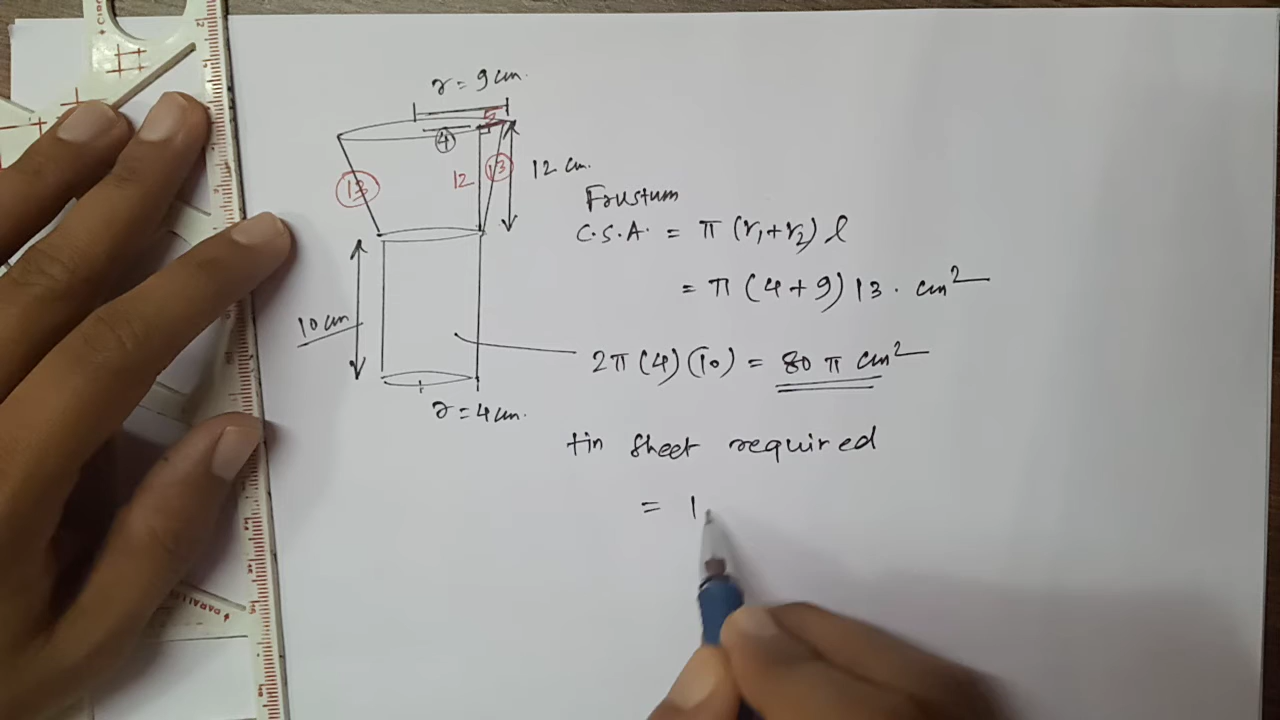 r = 9 cm.
5
4
13
12
13
12 cm.
Frustum
C.S.A. = π (r₁+r₂) l
= π (4+9) 13 . cm²
10 cm
2π (4) (10) = 80 π cm²
r = 4 cm.
tin sheet required
= 1